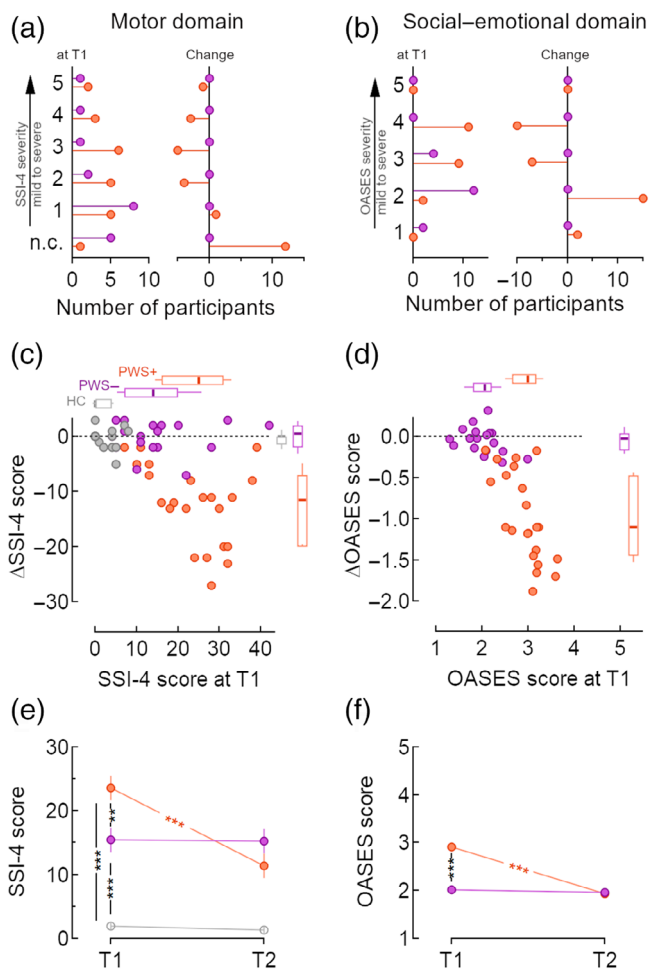 (a) Motor domain
(b) Social–emotional domain
at T1 Change
at T1 Change
SSI-4 severity
mild to severe
5
4
3
2
1
n.c.
0 5 10
0 10
Number of participants
OASES severity
mild to severe
5
4
3
2
1
0 10
−10 0 10
Number of participants
(c)
PWS+
PWS−
HC
ΔSSI-4 score
0
−10
−20
−30
0 10 20 30 40
SSI-4 score at T1
(d)
ΔOASES score
0.0
−0.5
−1.0
−1.5
−2.0
1 2 3 4 5
OASES score at T1
(e)
SSI-4 score
30
20
10
0
***
***
**
***
T1 T2
(f)
OASES score
5
4
3
2
1
***
***
T1 T2